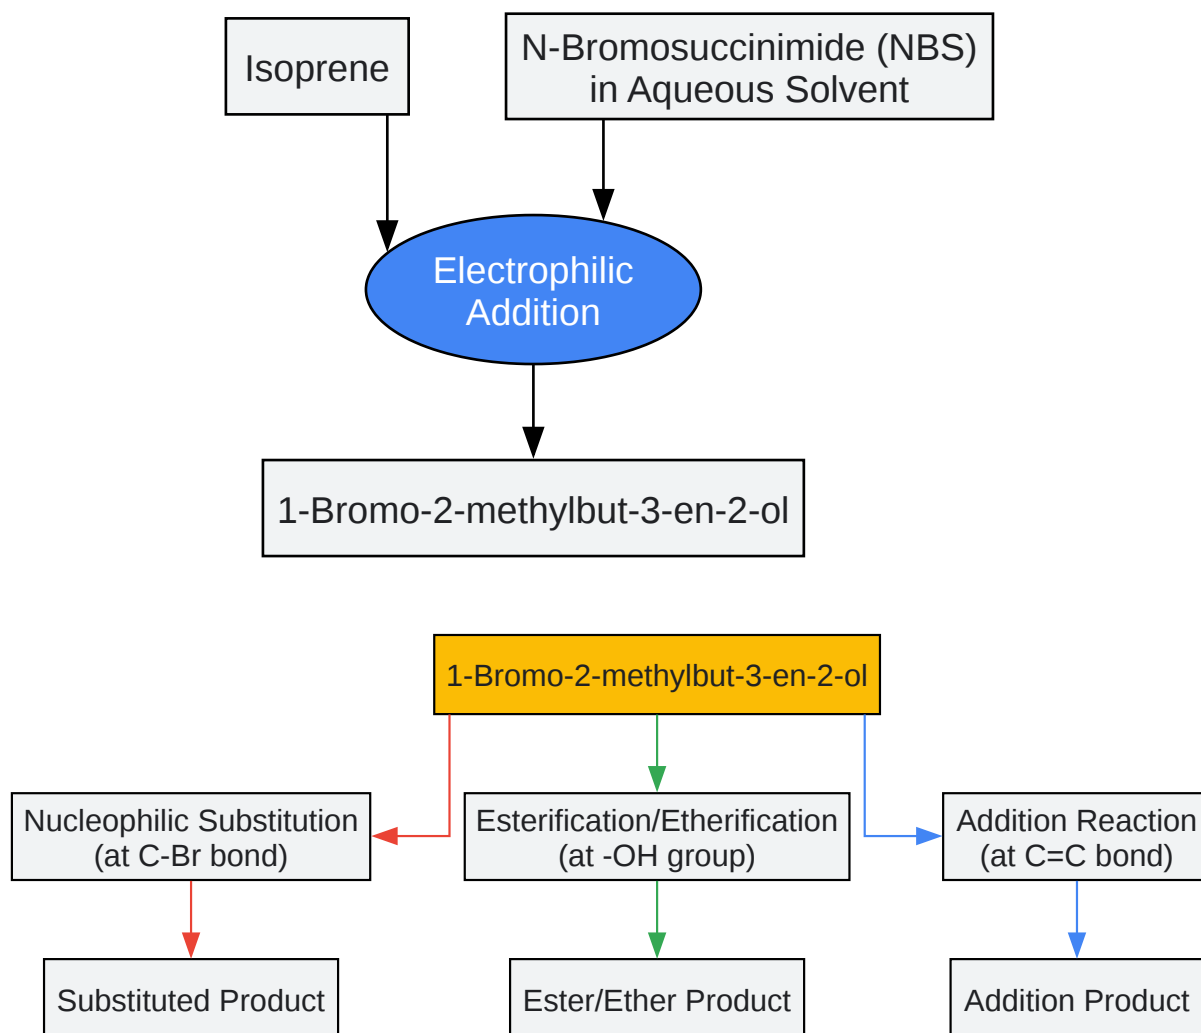 Isoprene
N-Bromosuccinimide (NBS)
in Aqueous Solvent
Electrophilic
Addition
1-Bromo-2-methylbut-3-en-2-ol
1-Bromo-2-methylbut-3-en-2-ol
Nucleophilic Substitution
(at C-Br bond)
Esterification/Etherification
(at -OH group)
Addition Reaction
(at C=C bond)
Substituted Product
Ester/Ether Product
Addition Product